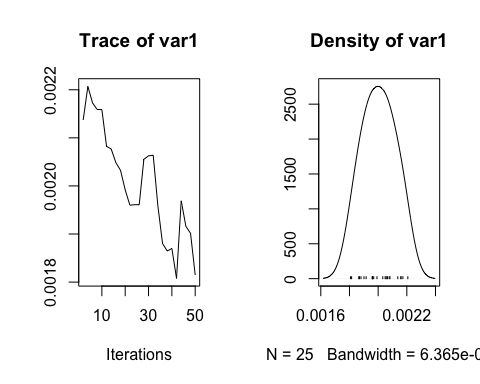 Trace of var1
Density of var1
0.0018 0.0020 0.0022
0 500 1500 2500
10 30 50
0.0016 0.0022
Iterations
N = 25 Bandwidth = 6.365e-0